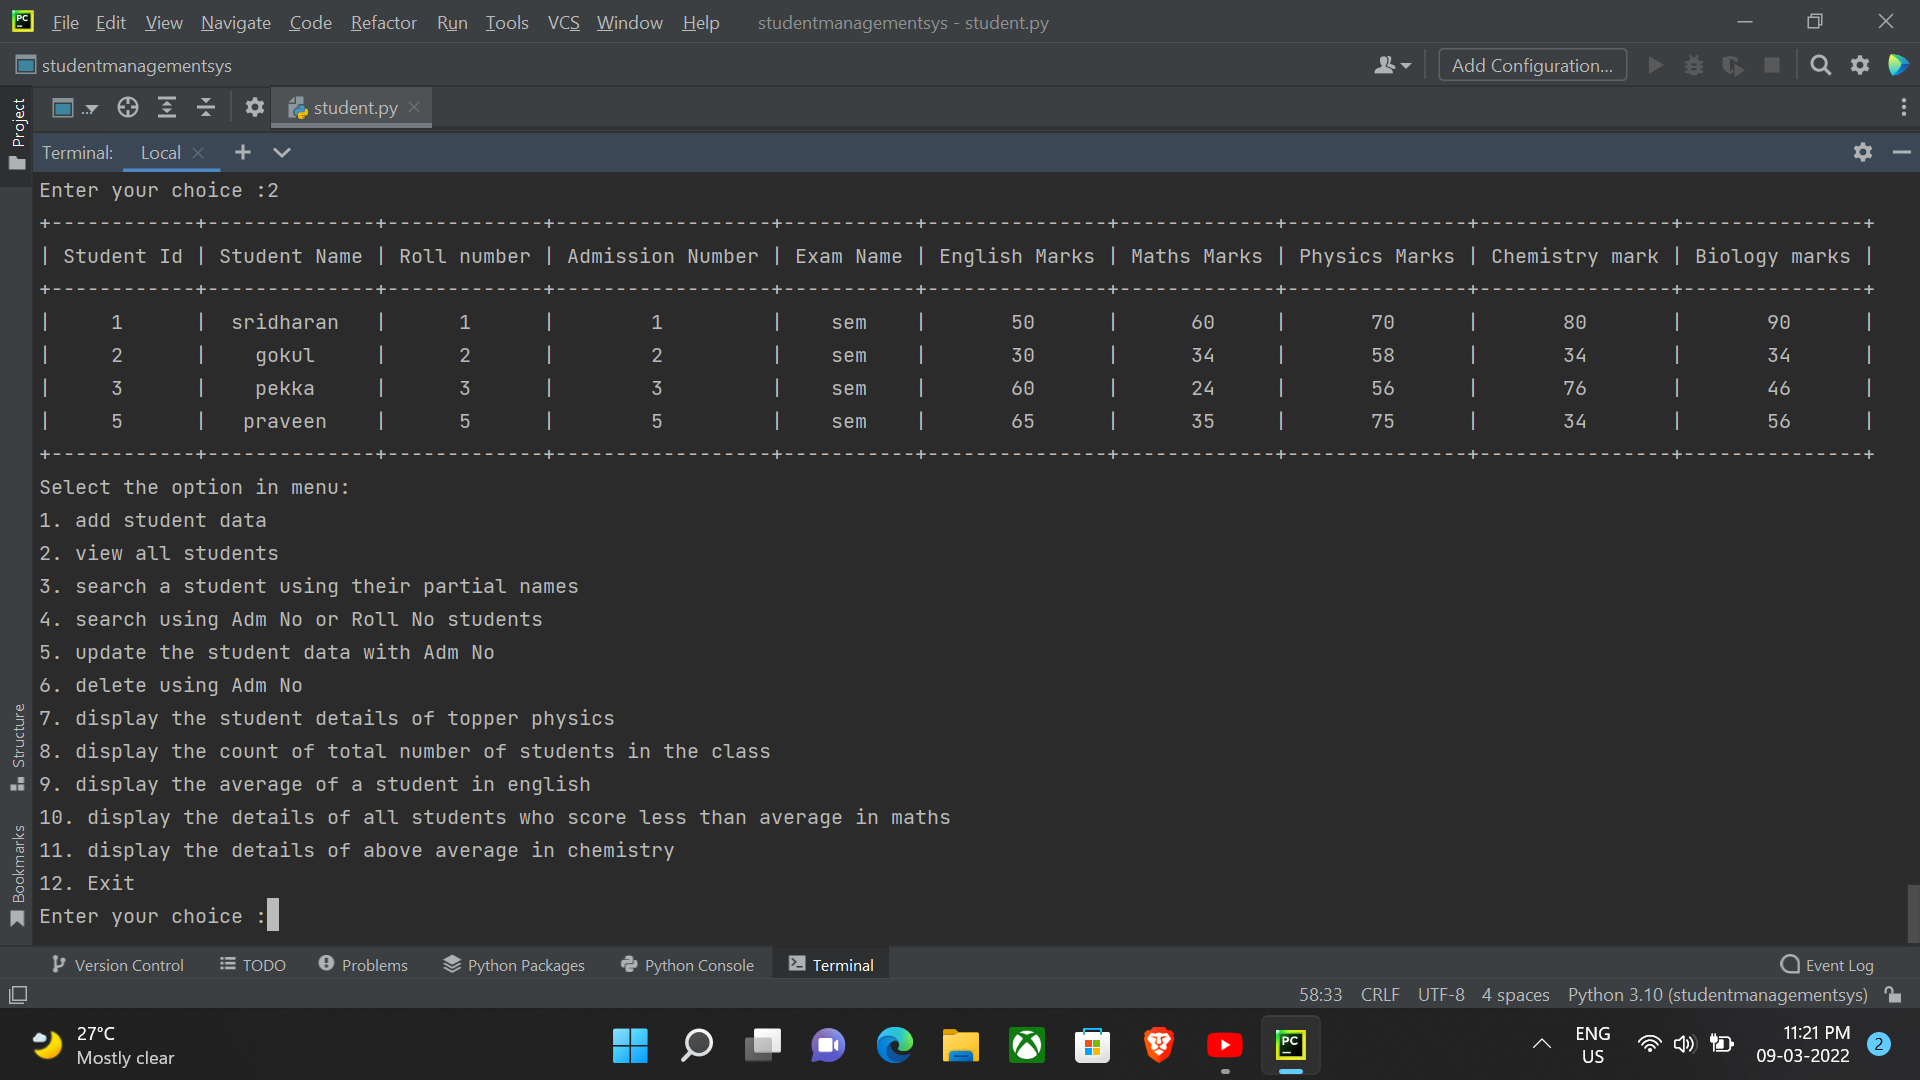 File Edit View Navigate Code Refactor Run Tools VCS Window Help studentmanagementsys - student.py
studentmanagementsys Add Configuration...
student.py
Project
Terminal: Local
Enter your choice :2
+------------+--------------+-------------+------------------+-----------+---------------+-------------+---------------+----------------+---------------+
| Student Id | Student Name | Roll number | Admission Number | Exam Name | English Marks | Maths Marks | Physics Marks | Chemistry mark | Biology marks |
+------------+--------------+-------------+------------------+-----------+---------------+-------------+---------------+----------------+---------------+
| 1 | sridharan | 1 | 1 | sem | 50 | 60 | 70 | 80 | 90 |
| 2 | gokul | 2 | 2 | sem | 30 | 34 | 58 | 34 | 34 |
| 3 | pekka | 3 | 3 | sem | 60 | 24 | 56 | 76 | 46 |
| 5 | praveen | 5 | 5 | sem | 65 | 35 | 75 | 34 | 56 |
+------------+--------------+-------------+------------------+-----------+---------------+-------------+---------------+----------------+---------------+
Select the option in menu:
1. add student data
2. view all students
3. search a student using their partial names
4. search using Adm No or Roll No students
5. update the student data with Adm No
6. delete using Adm No
7. display the student details of topper physics
8. display the count of total number of students in the class
9. display the average of a student in english
10. display the details of all students who score less than average in maths
11. display the details of above average in chemistry
12. Exit
Enter your choice :
Structure
Bookmarks
Version Control TODO Problems Python Packages Python Console Terminal Event Log
58:33 CRLF UTF-8 4 spaces Python 3.10 (studentmanagementsys)
27°C
Mostly clear
ENG
US
11:21 PM
09-03-2022
2